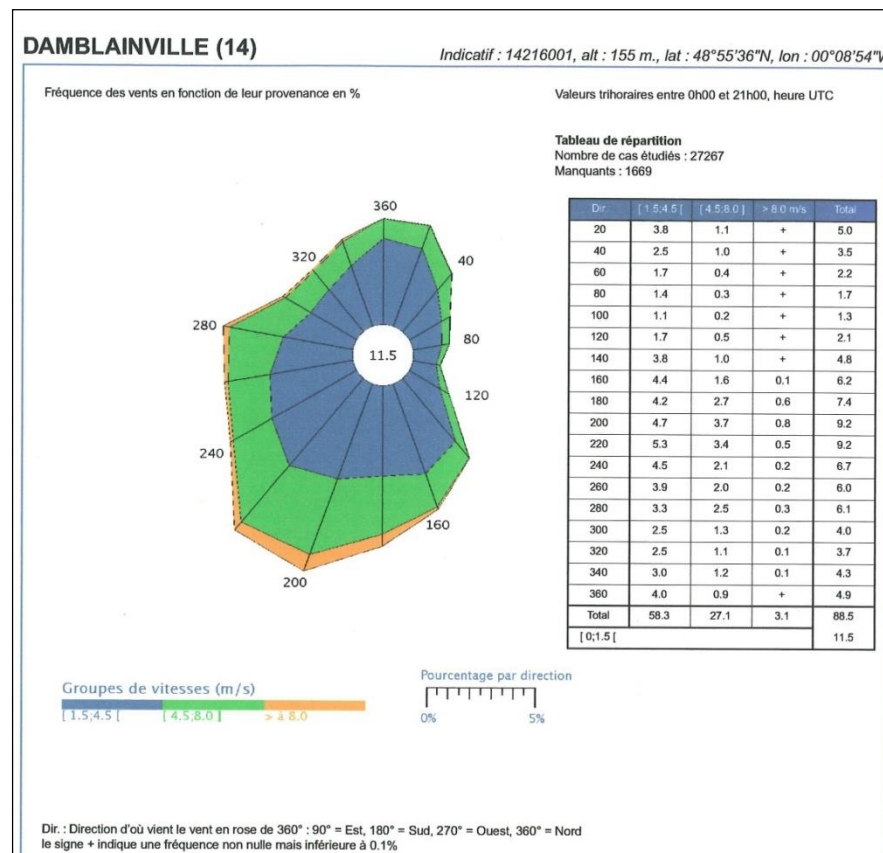 DAMBLAINVILLE (14)
Indicatif : 14216001, alt : 155 m., lat : 48°55'36"N, lon : 00°08'54"W
Fréquence des vents en fonction de leur provenance en %
Valeurs trihoraires entre 0h00 et 21h00, heure UTC
Tableau de répartition
Nombre de cas étudiés : 27267
Manquants : 1669
360
320
40
280
80
11.5
120
240
160
200
Dir. [ 1.5;4.5 [ [ 4.5;8.0 ] > 8.0 m/s Total
20 3.8 1.1 + 5.0
40 2.5 1.0 + 3.5
60 1.7 0.4 + 2.2
80 1.4 0.3 + 1.7
100 1.1 0.2 + 1.3
120 1.7 0.5 + 2.1
140 3.8 1.0 + 4.8
160 4.4 1.6 0.1 6.2
180 4.2 2.7 0.6 7.4
200 4.7 3.7 0.8 9.2
220 5.3 3.4 0.5 9.2
240 4.5 2.1 0.2 6.7
260 3.9 2.0 0.2 6.0
280 3.3 2.5 0.3 6.1
300 2.5 1.3 0.2 4.0
320 2.5 1.1 0.1 3.7
340 3.0 1.2 0.1 4.3
360 4.0 0.9 + 4.9
Total 58.3 27.1 3.1 88.5
[ 0;1.5 [ 11.5
Groupes de vitesses (m/s)
[ 1.5;4.5 [ [ 4.5;8.0 ] > à 8.0
Pourcentage par direction
0% 5%
Dir. : Direction d'où vient le vent en rose de 360° : 90° = Est, 180° = Sud, 270° = Ouest, 360° = Nord
le signe + indique une fréquence non nulle mais inférieure à 0.1%